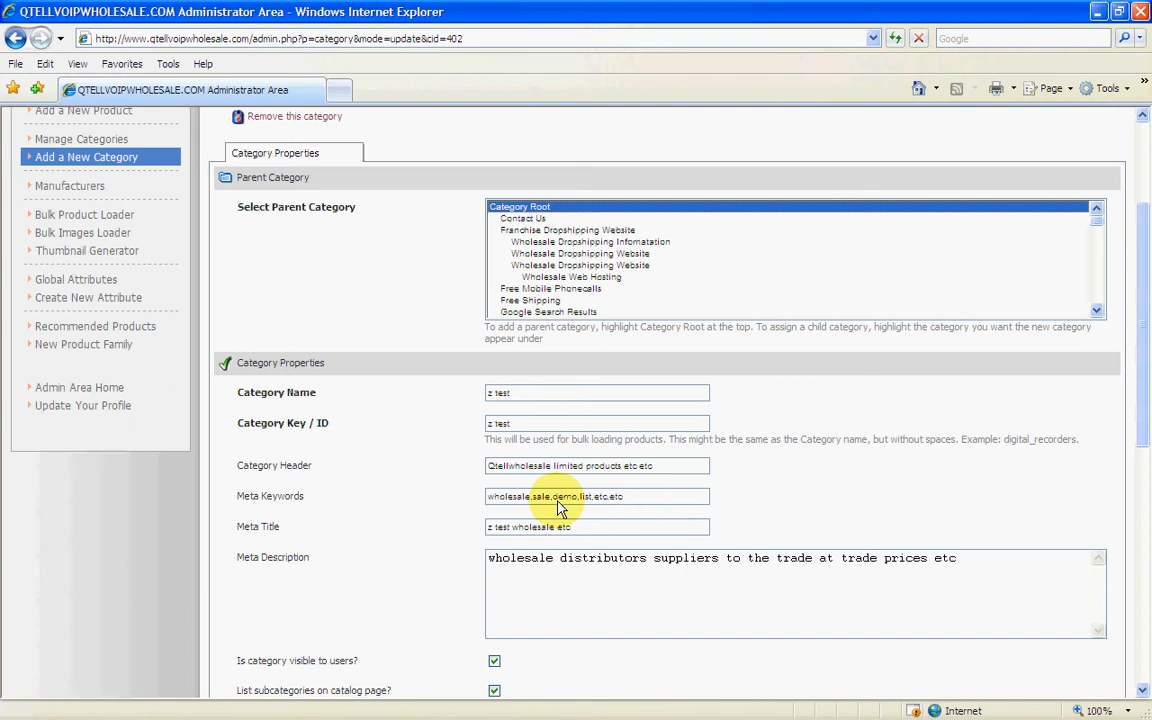 QTELLVOIPWHOLESALE.COM Administrator Area - Windows Internet Explorer
http://www.qtellvoipwholesale.com/admin.php?p=category&mode=update&cid=402
Google
File Edit View Favorites Tools Help
QTELLVOIPWHOLESALE.COM Administrator Area
Page
Tools
Add a New Product
Manage Categories
Add a New Category
Manufacturers
Bulk Product Loader
Bulk Images Loader
Thumbnail Generator
Global Attributes
Create New Attribute
Recommended Products
New Product Family
Admin Area Home
Update Your Profile
Remove this category
Category Properties
Parent Category
Select Parent Category
Category Root
Contact Us
Franchise Dropshipping Website
Wholesale Dropshipping Infomatation
Wholesale Dropshipping Website
Wholesale Dropshipping Website
Wholesale Web Hosting
Free Mobile Phonecalls
Free Shipping
Google Search Results
To add a parent category, highlight Category Root at the top. To assign a child category, highlight the category you want the new category
appear under
Category Properties
Category Name
z test
Category Key / ID
z test
This will be used for bulk loading products. This might be the same as the Category name, but without spaces. Example: digital_recorders.
Category Header
Qtellwholesale limited products etc etc
Meta Keywords
wholesale,sale,demo,list,etc,etc
Meta Title
z test wholesale etc
Meta Description
wholesale distributors suppliers to the trade at trade prices etc
Is category visible to users?
List subcategories on catalog page?
Internet
100%